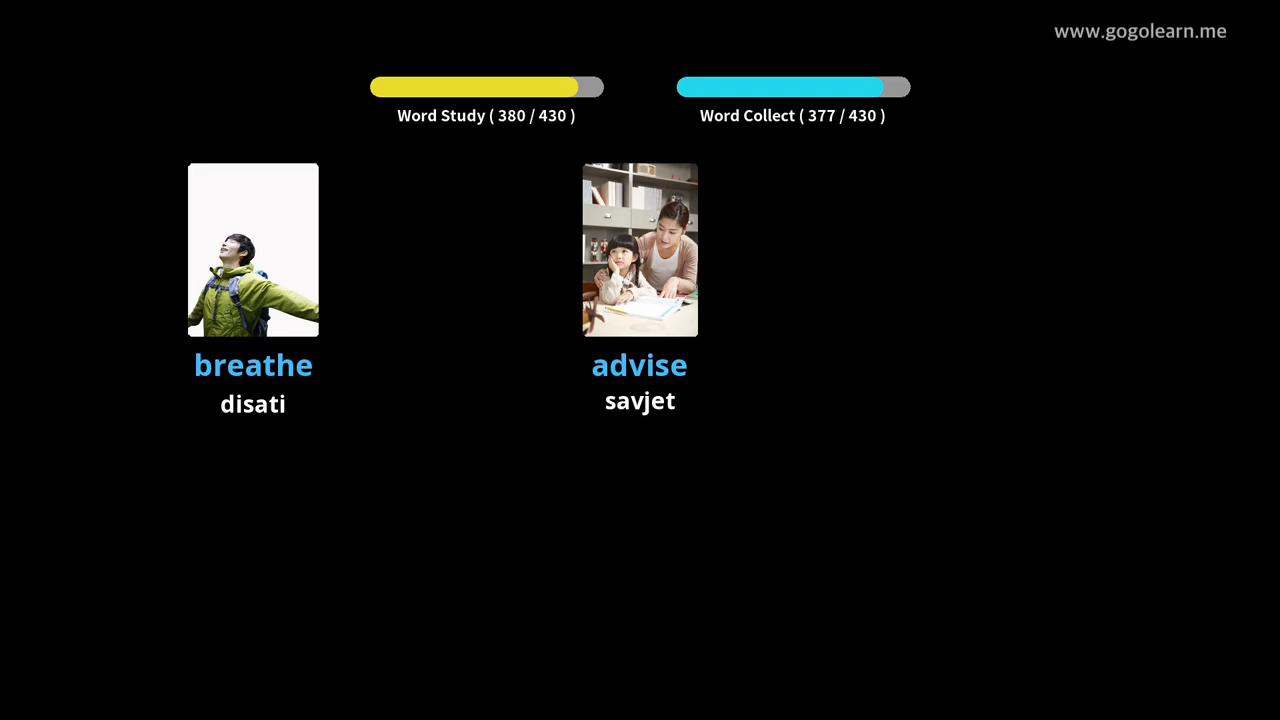 www.gogolearn.me
Word Study ( 380 / 430 )
Word Collect ( 377 / 430 )
breathe
disati
advise
savjet